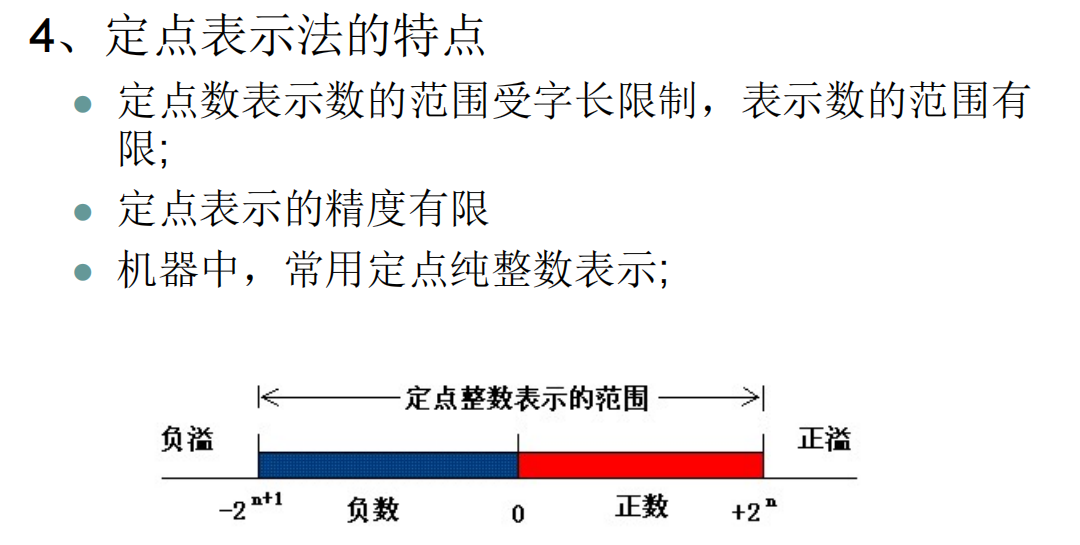 4、定点表示法的特点
● 定点数表示数的范围受字长限制，表示数的范围有
限;
● 定点表示的精度有限
● 机器中，常用定点纯整数表示;
定点整数表示的范围
负溢 正溢
-2ⁿ⁺¹ 负数 0 正数 +2ⁿ